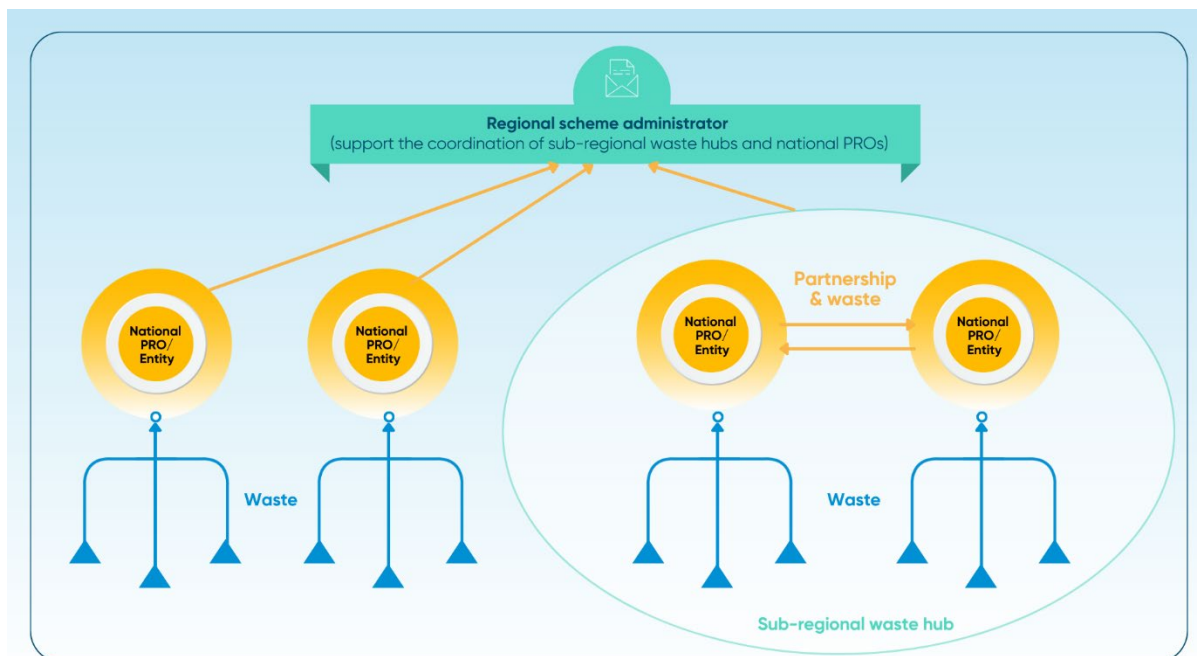 Regional scheme administrator
(support the coordination of sub-regional waste hubs and national PROs)
Partnership
& waste
National
PRO/
Entity
National
PRO/
Entity
National
PRO/
Entity
National
PRO/
Entity
Waste
Waste
Sub-regional waste hub